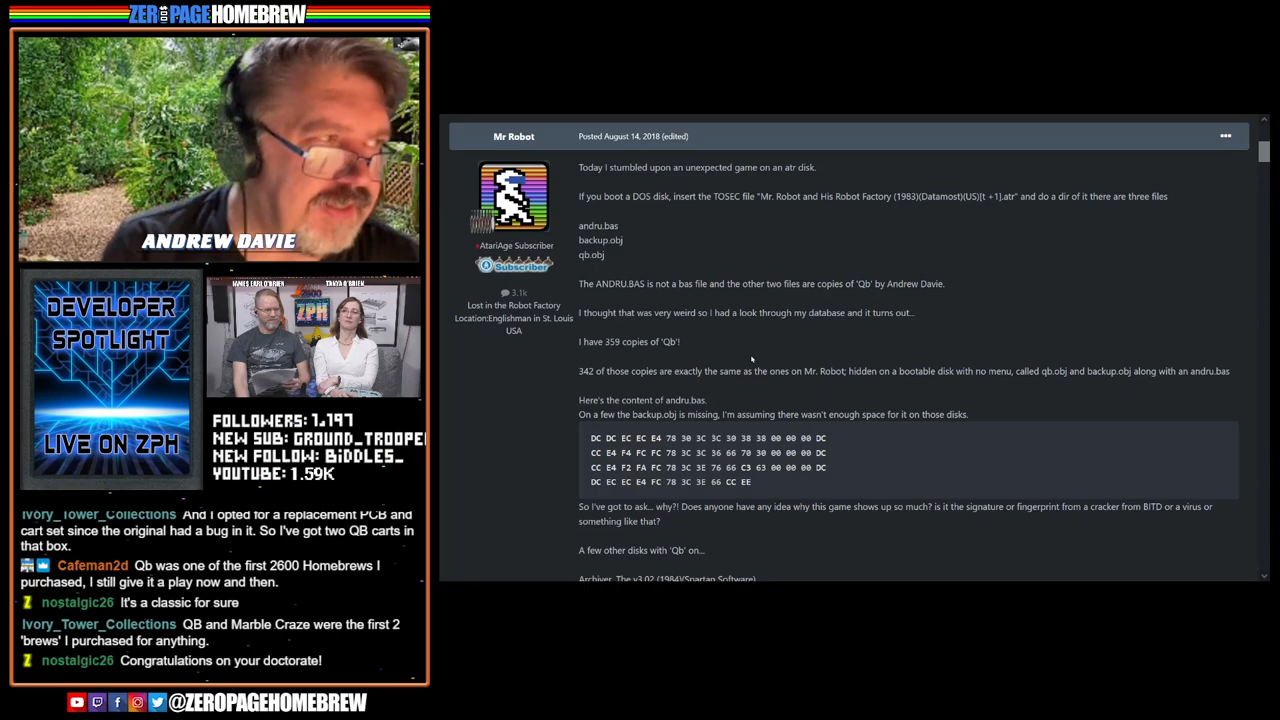 ZEROPAGEHOMEBREW
ANDREW DAVIE
DEVELOPER
SPOTLIGHT
LIVE ON ZPH
JAMES EARL O'BRIEN
TANYA O'BRIEN
ZPH
FOLLOWERS: 1,197
NEW SUB: GROUND_TROOPER
NEW FOLLOW: BIDDLES_
YOUTUBE: 1.59K
Ivory_Tower_Collections And I opted for a replacement PCB and
cart set since the original had a bug in it. So I've got two QB carts in
that box.
Cafeman2d Qb was one of the first 2600 Homebrews I
purchased, I still give it a play now and then.
nostalgic26 It's a classic for sure
Ivory_Tower_Collections QB and Marble Craze were the first 2
'brews' I purchased for anything.
nostalgic26 Congratulations on your doctorate!
@ZEROPAGEHOMEBREW
Mr Robot
Posted August 14, 2018 (edited)
AtariAge Subscriber
Subscriber
3.1k
Lost in the Robot Factory
Location:Englishman in St. Louis
USA
Today I stumbled upon an unexpected game on an atr disk.
If you boot a DOS disk, insert the TOSEC file "Mr. Robot and His Robot Factory (1983)(Datamost)(US)[t +1].atr" and do a dir of it there are three files
andru.bas
backup.obj
qb.obj
The ANDRU.BAS is not a bas file and the other two files are copies of 'Qb' by Andrew Davie.
I thought that was very weird so I had a look through my database and it turns out...
I have 359 copies of 'Qb'!
342 of those copies are exactly the same as the ones on Mr. Robot; hidden on a bootable disk with no menu, called qb.obj and backup.obj along with an andru.bas
Here's the content of andru.bas.
On a few the backup.obj is missing, I'm assuming there wasn't enough space for it on those disks.
DC DC EC EC E4 78 30 3C 3C 30 38 38 00 00 00 DC
CC E4 F4 FC FC 78 3C 3C 36 66 70 30 00 00 00 DC
CC E4 F2 FA FC 78 3C 3E 76 66 C3 63 00 00 00 DC
DC EC EC E4 FC 78 3C 3E 66 CC EE
So I've got to ask... why?! Does anyone have any idea why this game shows up so much? is it the signature or fingerprint from a cracker from BITD or a virus or
something like that?
A few other disks with 'Qb' on...
Archiver, The v3.02 (1984)(Spartan Software)